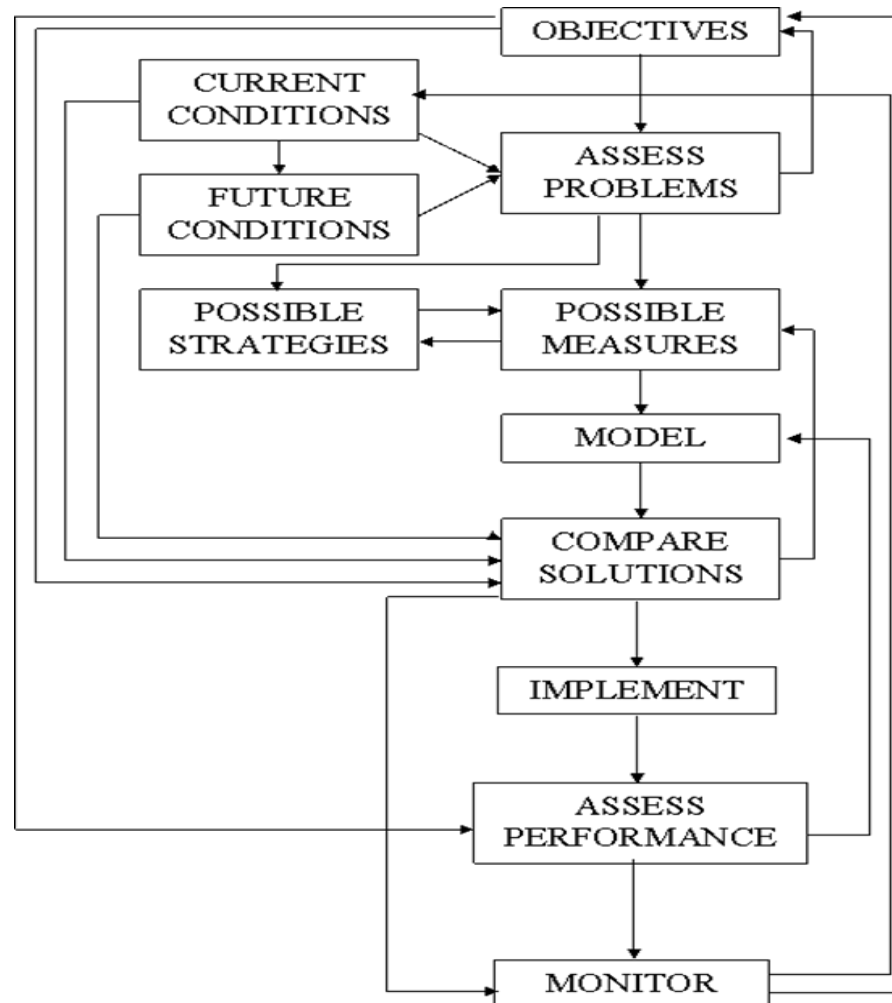 OBJECTIVES
CURRENT
CONDITIONS
ASSESS
PROBLEMS
FUTURE
CONDITIONS
POSSIBLE
STRATEGIES
POSSIBLE
MEASURES
MODEL
COMPARE
SOLUTIONS
IMPLEMENT
ASSESS
PERFORMANCE
MONITOR